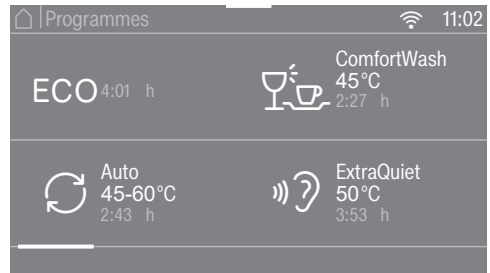 Programmes
11:02
ECO 4:01 h
ComfortWash
45°C
2:27 h
Auto
45-60°C
2:43 h
ExtraQuiet
50°C
3:53 h